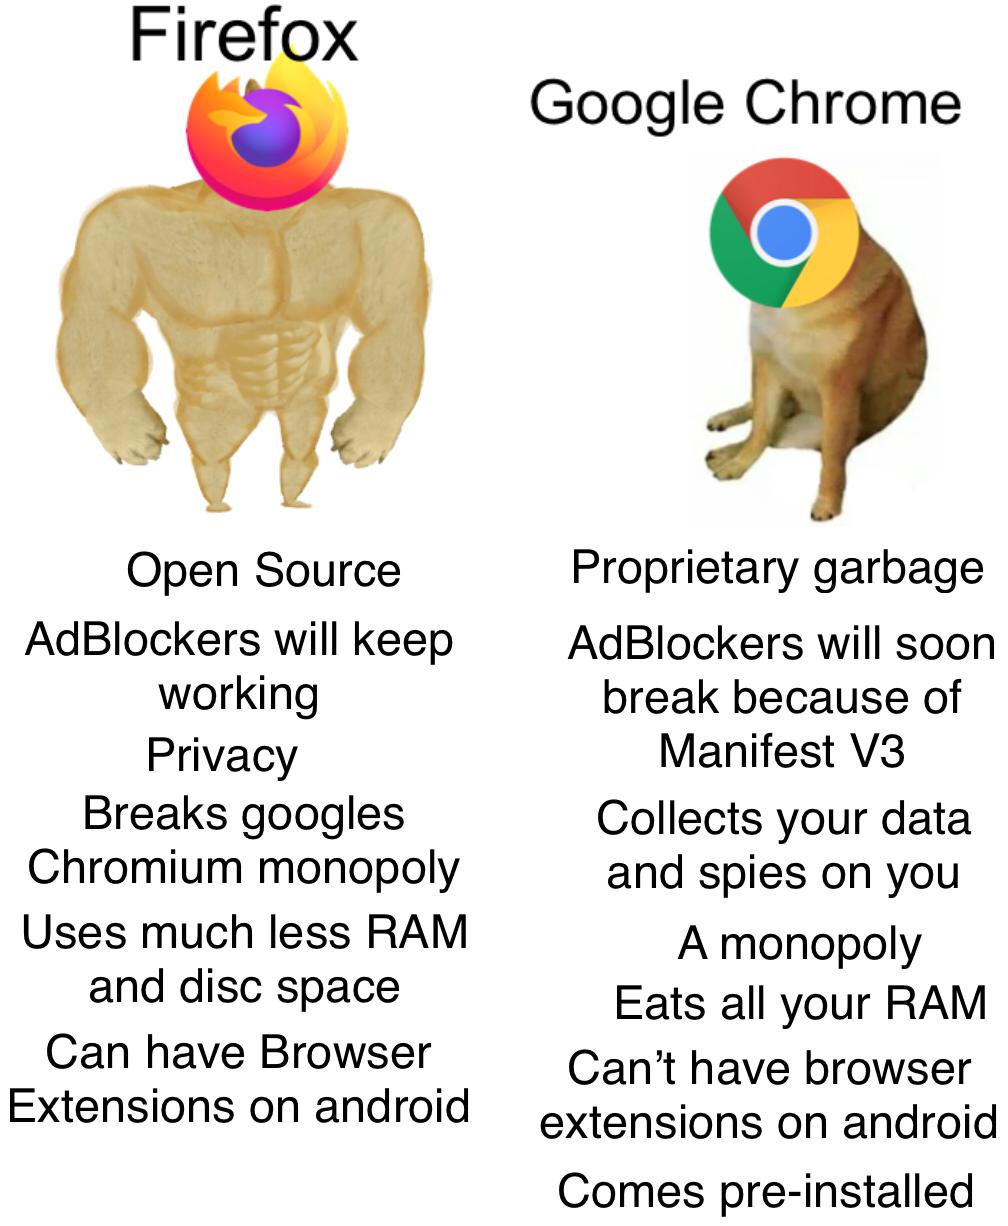 Firefox
Google Chrome
Open Source
AdBlockers will keep
working
Privacy
Breaks googles
Chromium monopoly
Uses much less RAM
and disc space
Can have Browser
Extensions on android
Proprietary garbage
AdBlockers will soon
break because of
Manifest V3
Collects your data
and spies on you
A monopoly
Eats all your RAM
Can’t have browser
extensions on android
Comes pre-installed